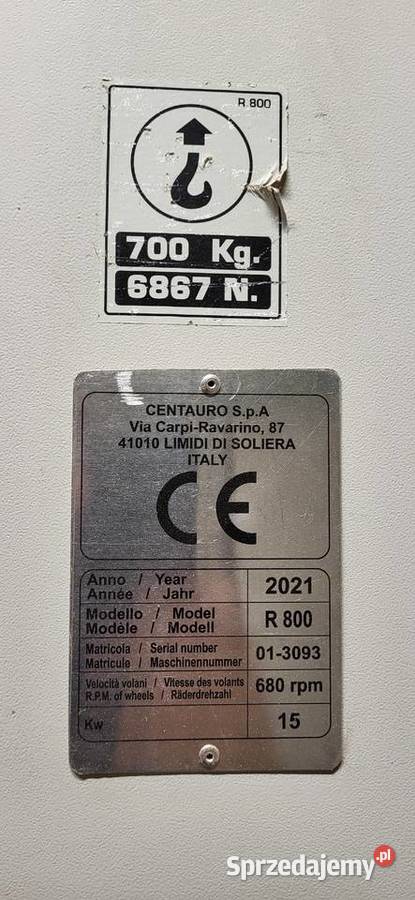 R 800
700 Kg.
6867 N.
CENTAURO S.p.A
Via Carpi-Ravarino, 87
41010 LIMIDI DI SOLIERA
ITALY
CE
Anno / Year
Année / Jahr
2021
Modello / Model
Modèle / Modell
R 800
Matricola / Serial number
Matricule / Maschinennummer
01-3093
Velocità volani / Vitesse des volants
R.P.M. of wheels / Räderdrehzahl
680 rpm
Kw
15
Sprzedajemy.pl